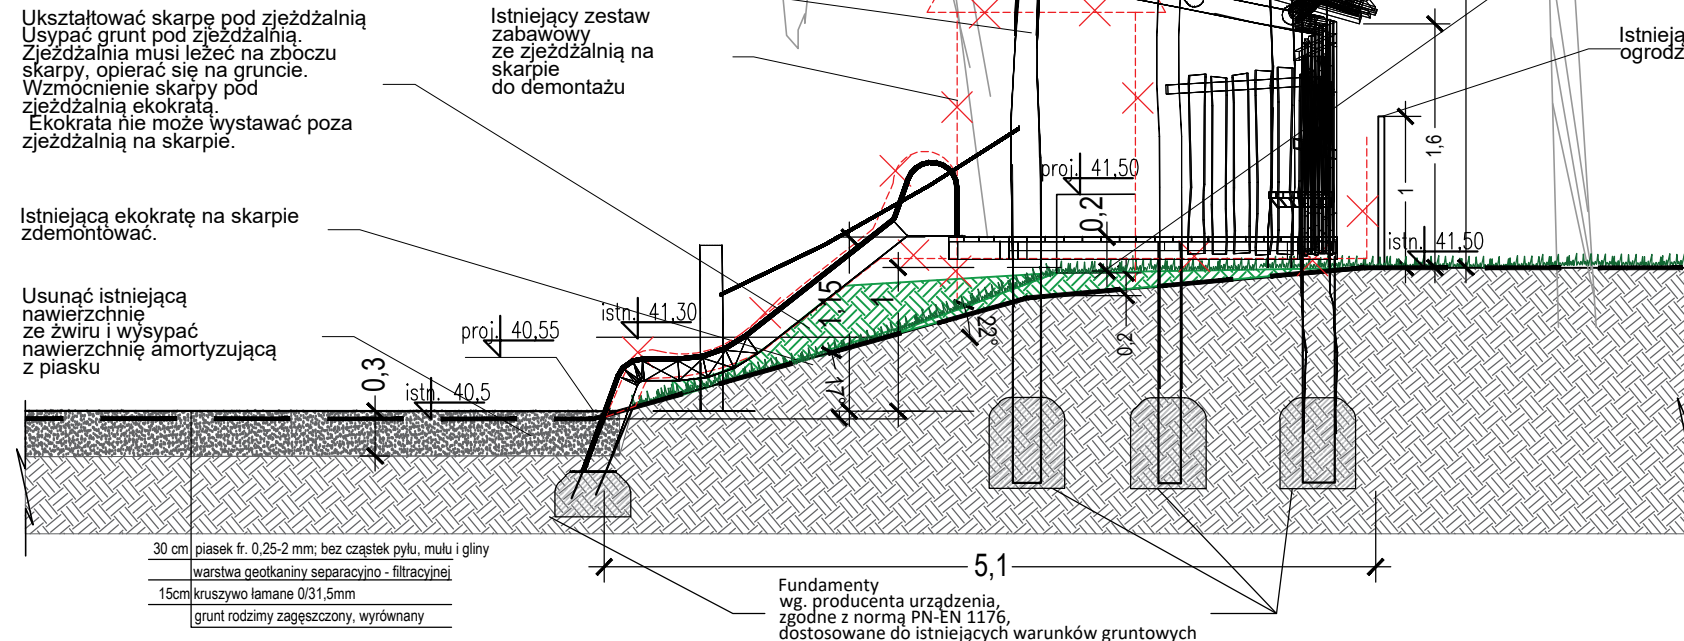 Ukształtować skarpę pod zjeżdżalnią
Usypać grunt pod zjeżdżalnią.
Zjeżdżalnia musi leżeć na zboczu
skarpy, opierać się na gruncie.
Wzmocnienie skarpy pod
zjeżdżalnią ekokratą.
Ekokrata nie może wystawać poza
zjeżdżalnią na skarpie.
Istniejący zestaw
zabawowy
ze zjeżdżalnią na
skarpie
do demontażu
Istnieją
ogrodz
1,6
1
proj. 41,50
0,2
istn. 41,50
Istniejącą ekokratę na skarpie
zdemontować.
Usunąć istniejącą
nawierzchnię
ze żwiru i wysypać
nawierzchnię amortyzującą
z piasku
istn. 41,30
proj. 40,55
istn. 40,5
0,3
1,15
1
22°
17°
0,2
5,1
30 cm piasek fr. 0,25-2 mm; bez cząstek pyłu, mułu i gliny
warstwa geotkaniny separacyjno - filtracyjnej
15cm kruszywo łamane 0/31,5mm
grunt rodzimy zagęszczony, wyrównany
Fundamenty
wg. producenta urządzenia,
zgodne z normą PN-EN 1176,
dostosowane do istniejących warunków gruntowych